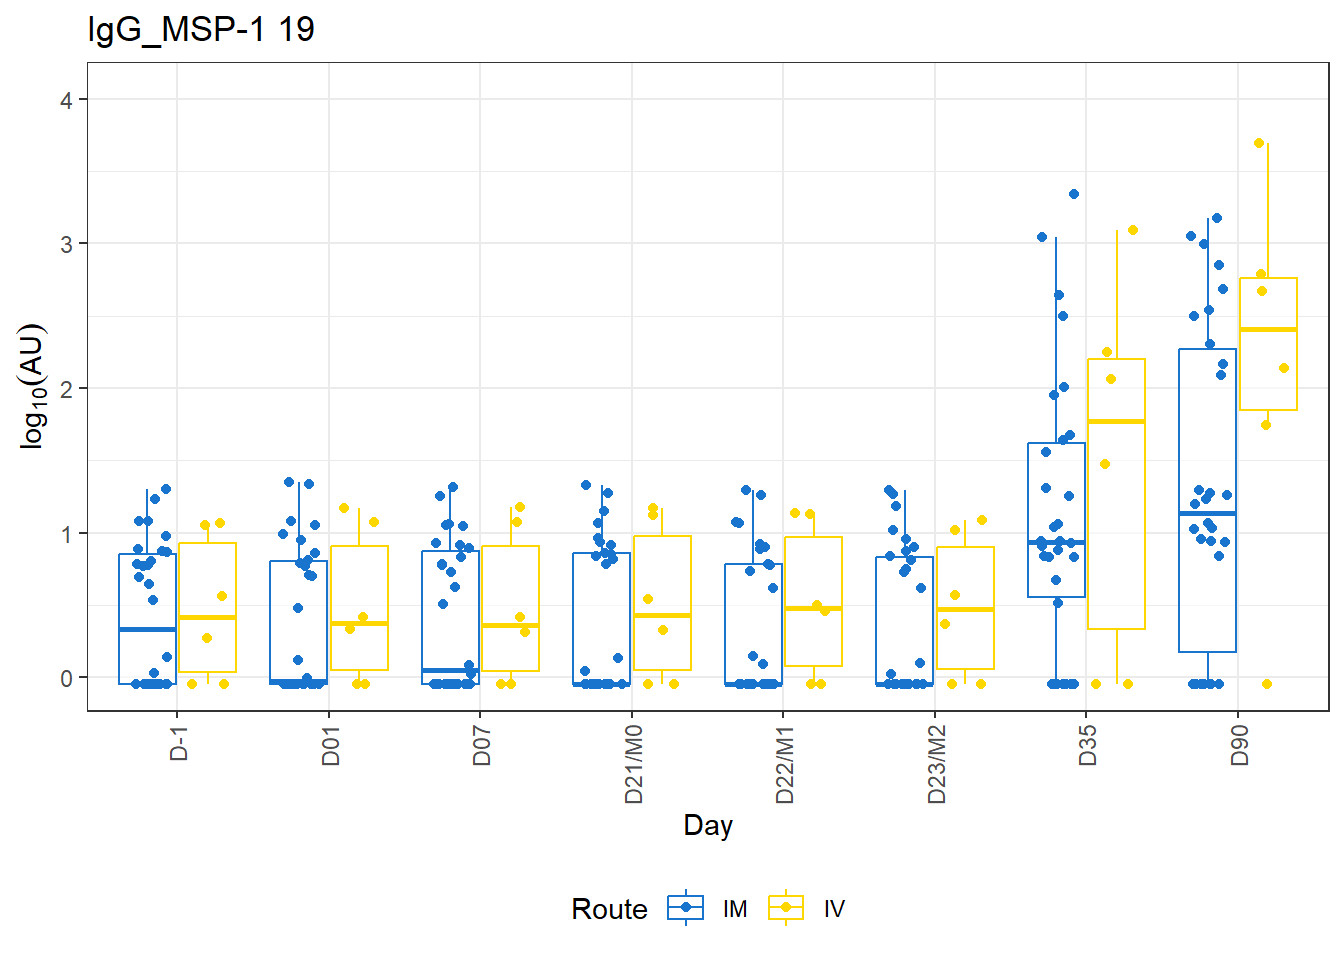 IgG_MSP-1 19
log10(AU)
4
3
2
1
0
D-1
D01
D07
D21/M0
D22/M1
D23/M2
D35
D90
Day
Route IM IV